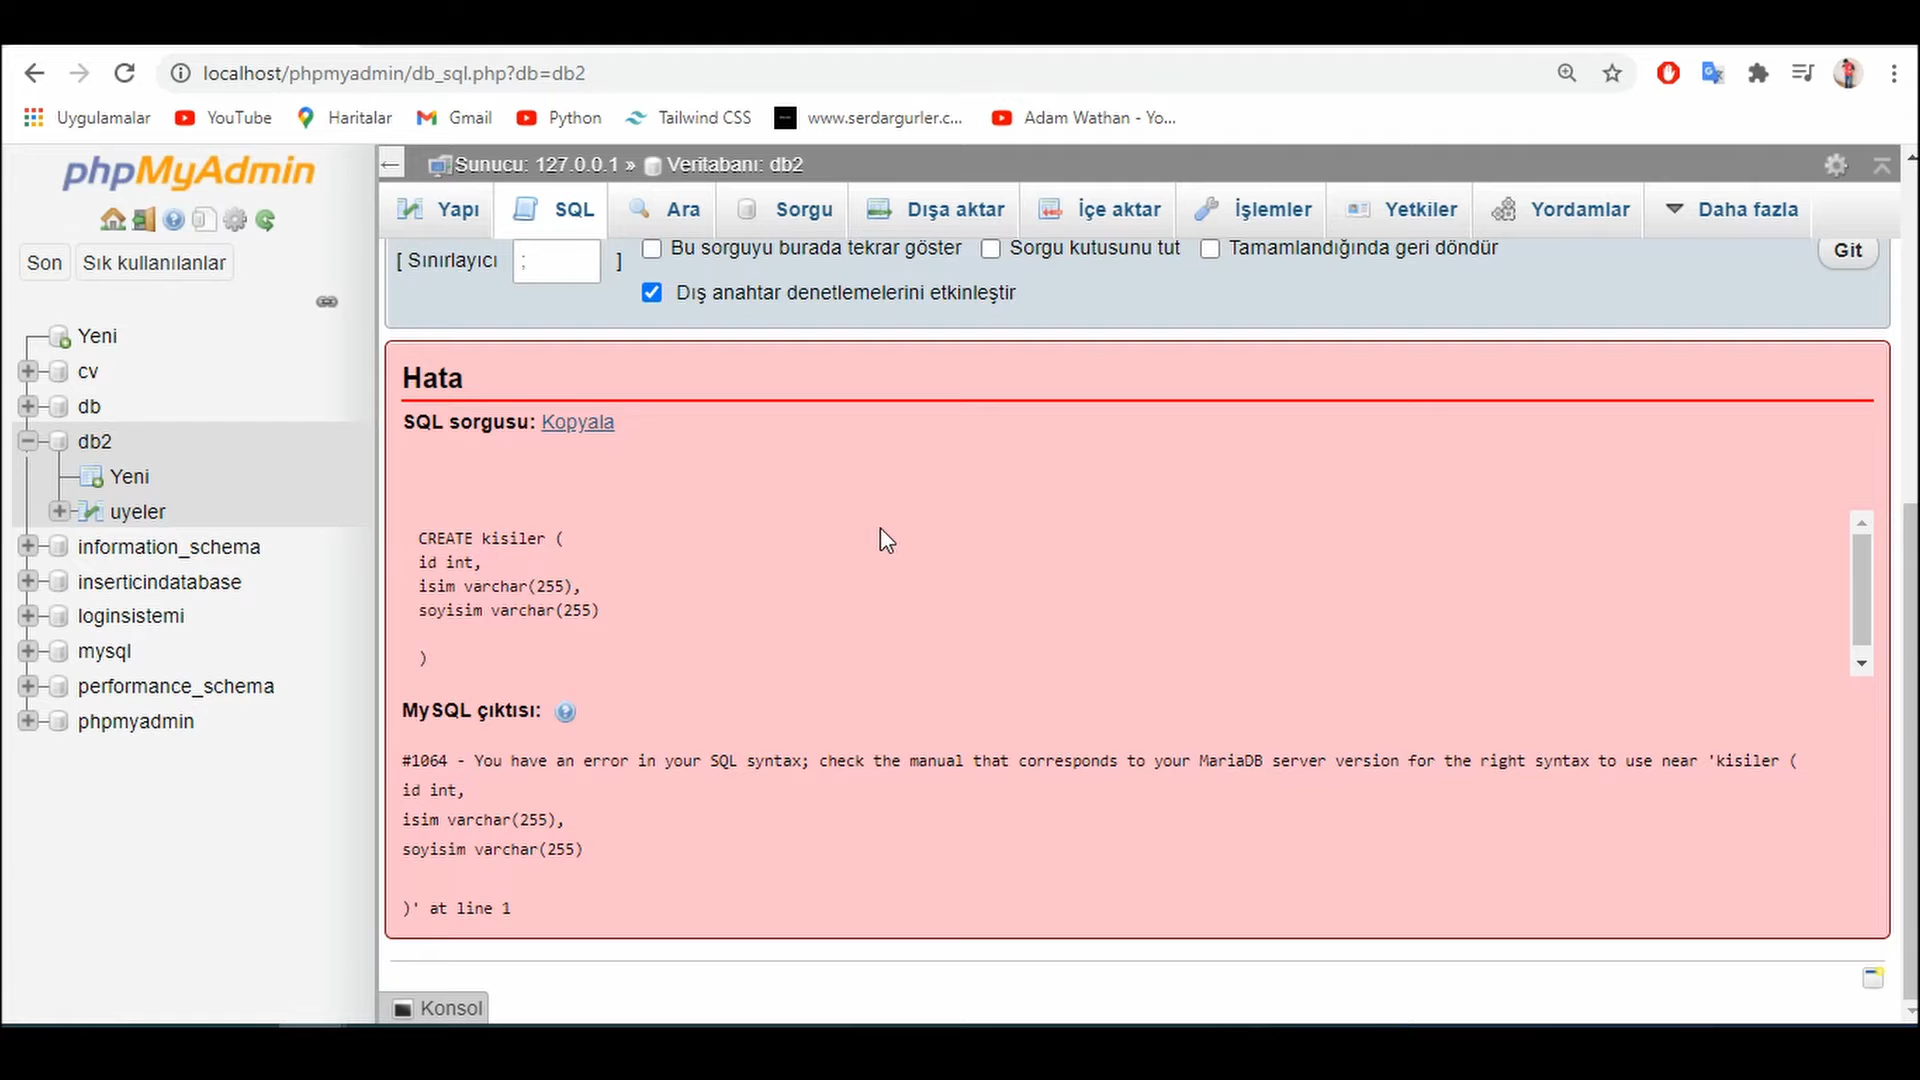 localhost/phpmyadmin/db_sql.php?db=db2
Uygulamalar YouTube Haritalar Gmail Python Tailwind CSS www.serdargurler.c... Adam Wathan - Yo...
phpMyAdmin
Son Sık kullanılanlar
Yeni
cv
db
db2
Yeni
uyeler
information_schema
inserticindatabase
loginsistemi
mysql
performance_schema
phpmyadmin
Sunucu: 127.0.0.1 » Veritabanı: db2
Yapı SQL Ara Sorgu Dışa aktar İçe aktar İşlemler Yetkiler Yordamlar Daha fazla
[ Sınırlayıcı ; ] Bu sorguyu burada tekrar göster Sorgu kutusunu tut Tamamlandığında geri döndür Git
Dış anahtar denetlemelerini etkinleştir
Hata
SQL sorgusu: Kopyala
CREATE kisiler (
id int,
isim varchar(255),
soyisim varchar(255)
)
MySQL çıktısı:
#1064 - You have an error in your SQL syntax; check the manual that corresponds to your MariaDB server version for the right syntax to use near 'kisiler (
id int,
isim varchar(255),
soyisim varchar(255)
)' at line 1
Konsol